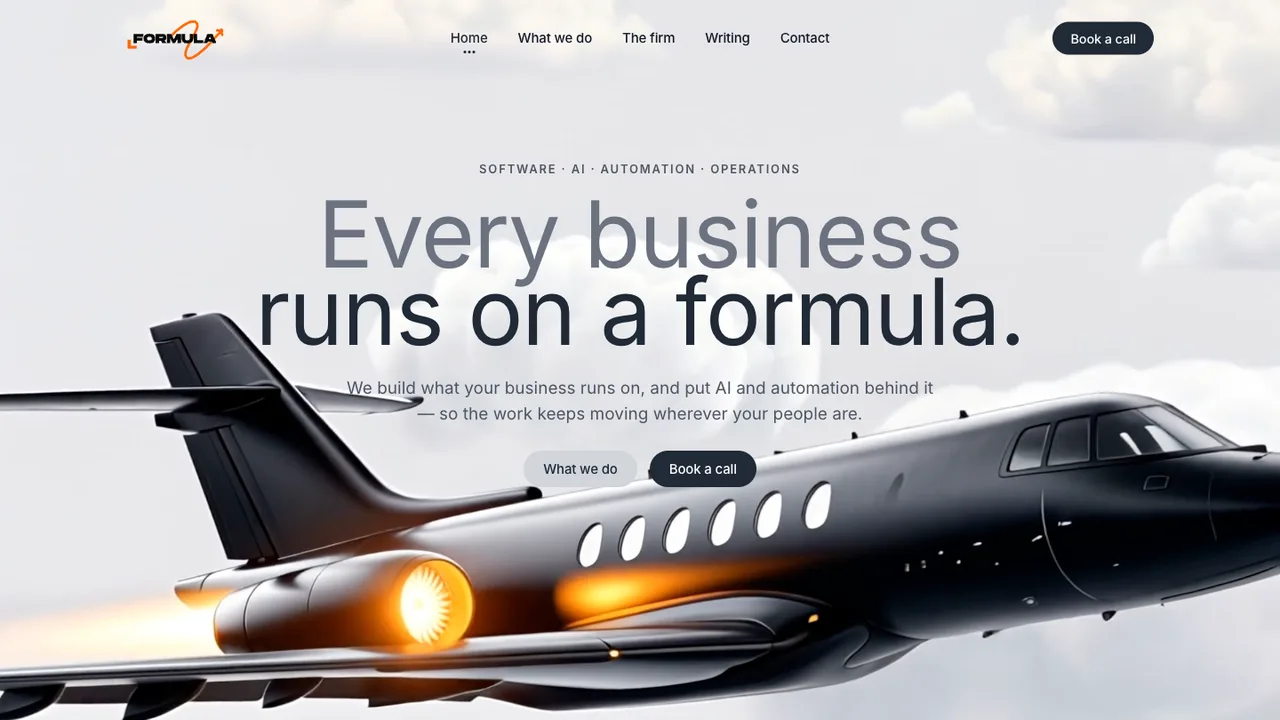 FORMULA
Home
What we do
The firm
Writing
Contact
Book a call
SOFTWARE · AI · AUTOMATION · OPERATIONS
Every business
runs on a formula.
We build what your business runs on, and put AI and automation behind it
— so the work keeps moving wherever your people are.
What we do
Book a call